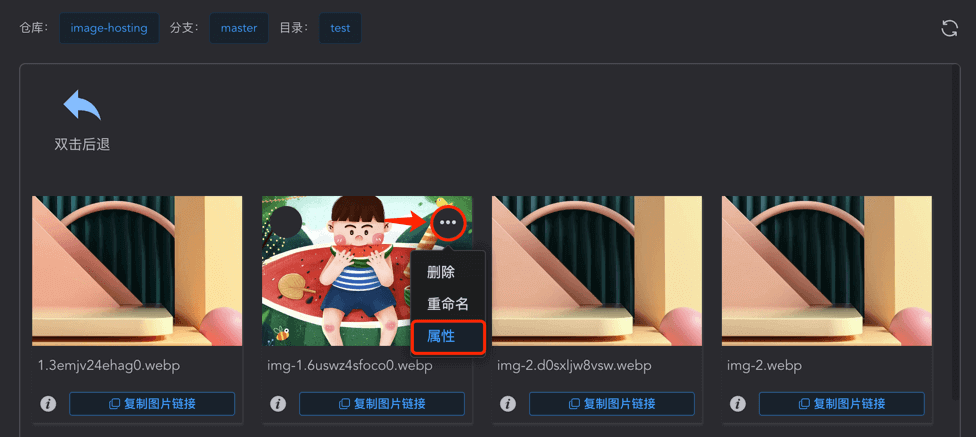 仓库： image-hosting 分支： master 目录： test
双击后退
删除
重命名
属性
1.3emjv24ehag0.webp
img-1.6uswz4sfoco0.webp
img-2.d0sxljw8vsw.webp
img-2.webp
复制图片链接
复制图片链接
复制图片链接
复制图片链接